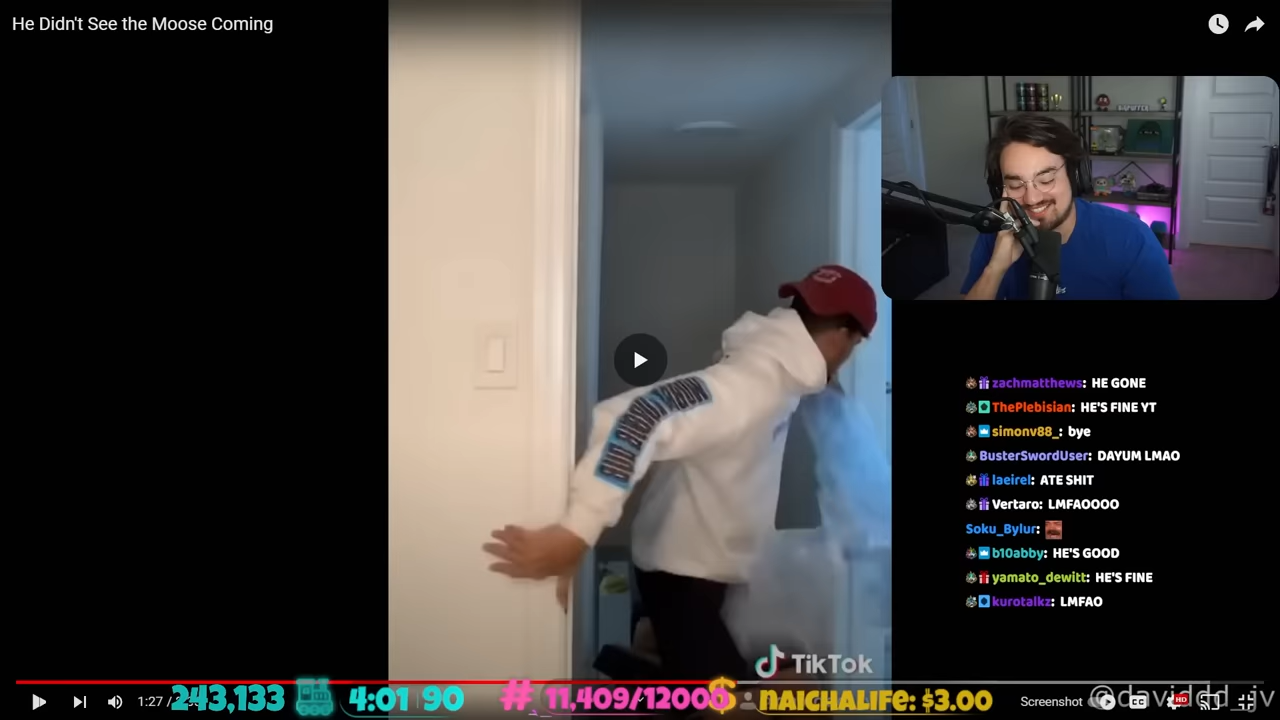 He Didn't See the Moose Coming
zachmatthews: HE GONE
ThePlebisian: HE'S FINE YT
simonv88_: bye
BusterSwordUser: DAYUM LMAO
laeirel: ATE SHIT
Vertaro: LMFAOOOO
Soku_Bylur:
b10abby: HE'S GOOD
yamato_dewitt: HE'S FINE
kurotalkz: LMFAO
TikTok
1:27 /
243,133
4:01 90
# 11,409/12000
$ NAICHALIFE: $3.00
Screenshot
HD